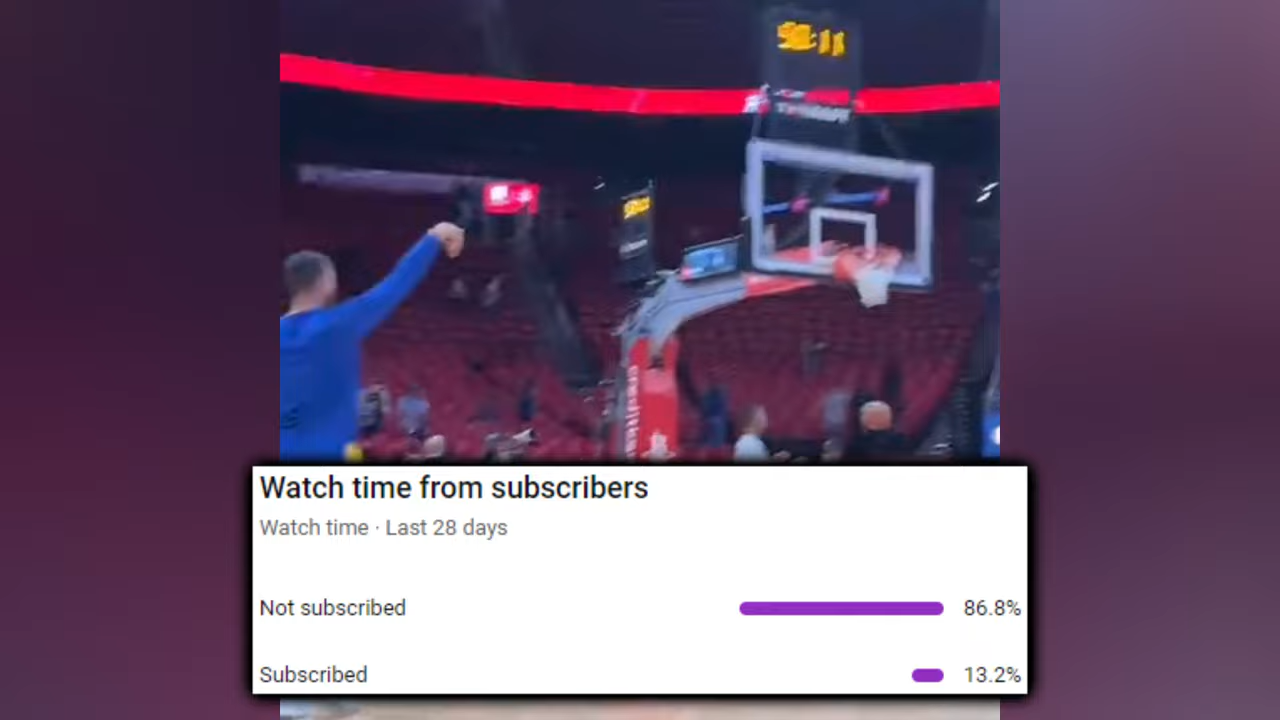 Watch time from subscribers
Watch time · Last 28 days
Not subscribed 86.8%
Subscribed 13.2%